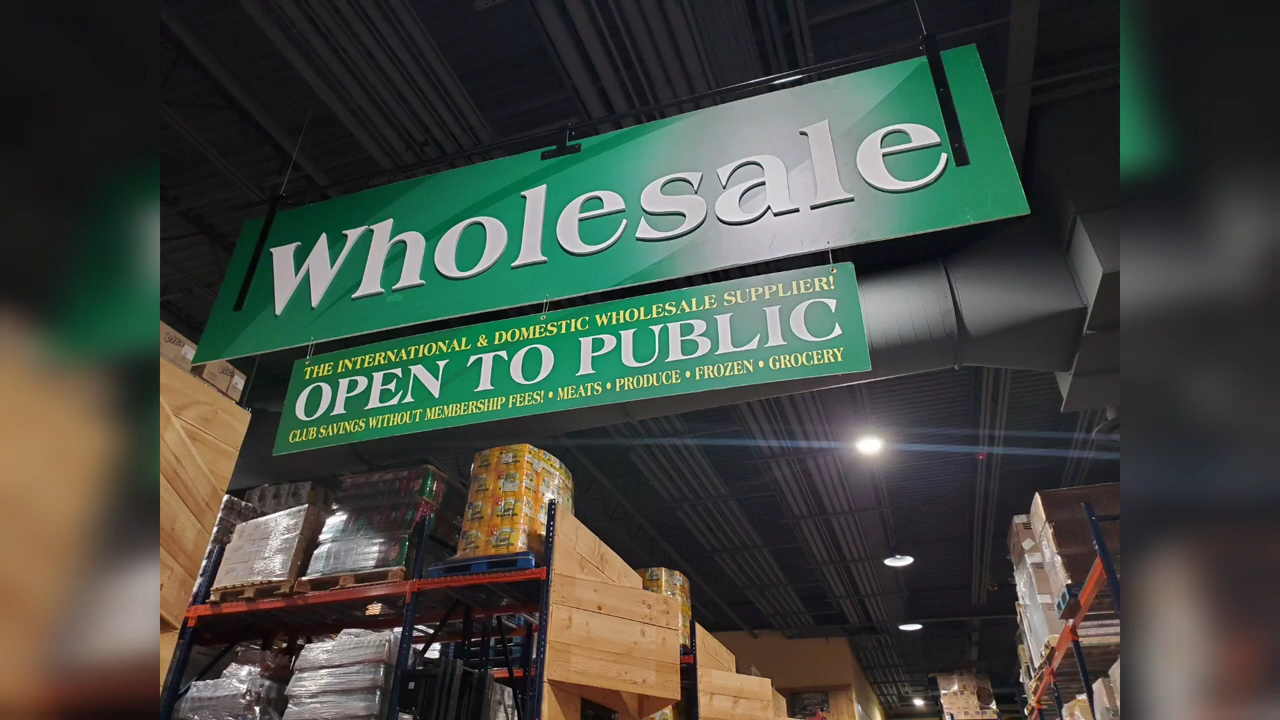 Wholesale
THE INTERNATIONAL & DOMESTIC WHOLESALE SUPPLIER!
OPEN TO PUBLIC
CLUB SAVINGS WITHOUT MEMBERSHIP FEES! • MEATS • PRODUCE • FROZEN • GROCERY